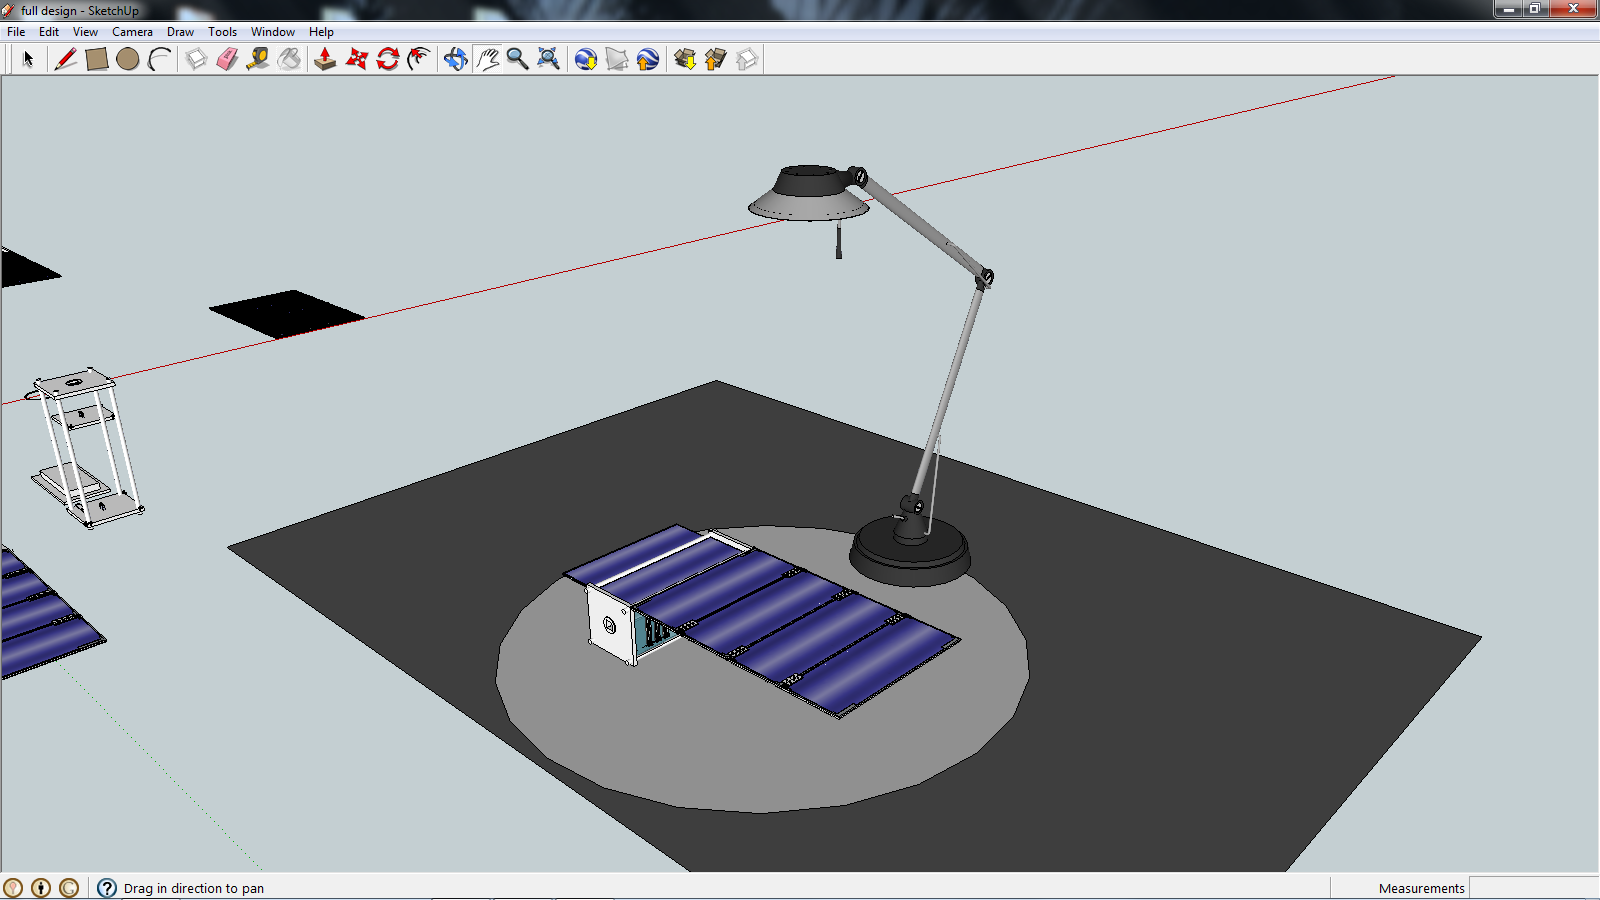 full design - SketchUp
File Edit View Camera Draw Tools Window Help
Drag in direction to pan
Measurements